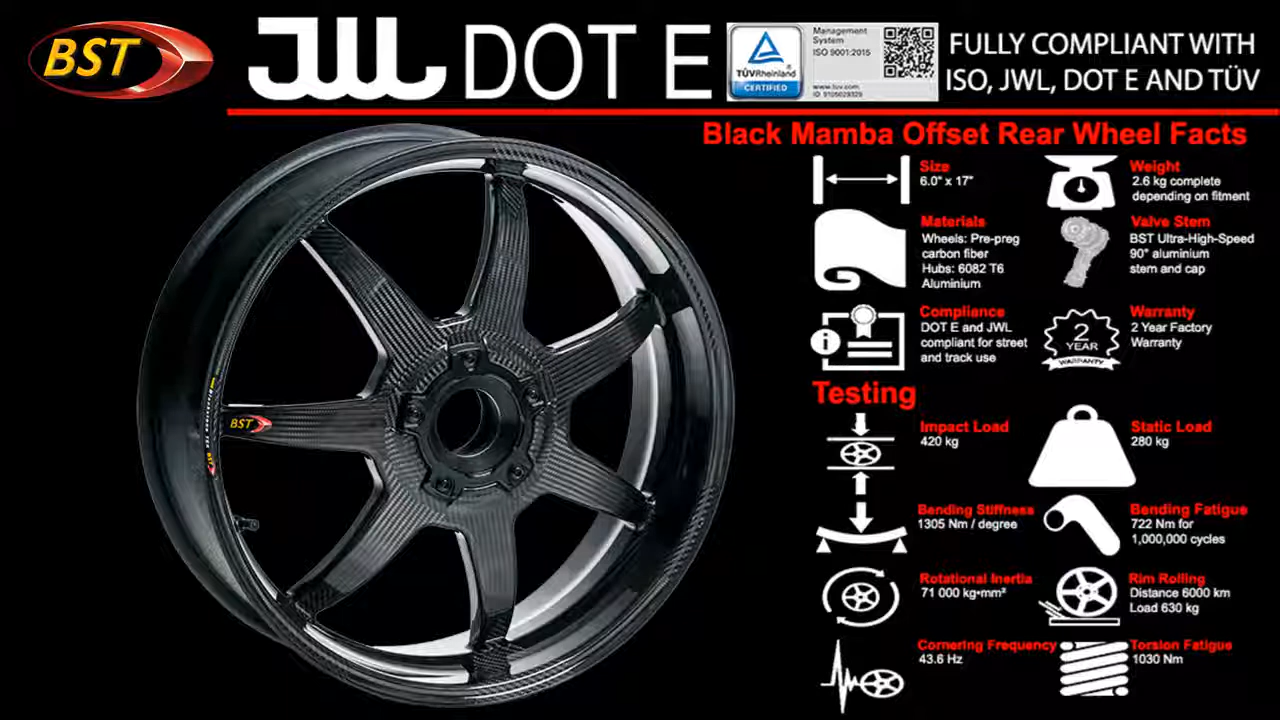 BST
JWL
DOT E
Management
System
ISO 9001:2015
TÜVRheinland®
CERTIFIED
www.tuv.com
ID 9105029329
FULLY COMPLIANT WITH
ISO, JWL, DOT E AND TÜV
Black Mamba Offset Rear Wheel Facts
Size
6.0" x 17"
Weight
2.6 kg complete
depending on fitment
Materials
Wheels: Pre-preg
carbon fiber
Hubs: 6082 T6
Aluminium
Valve Stem
BST Ultra-High-Speed
90° aluminium
stem and cap
Compliance
DOT E and JWL
compliant for street
and track use
2
YEAR
WARRANTY
Warranty
2 Year Factory
Warranty
Testing
Impact Load
420 kg
Static Load
280 kg
Bending Stiffness
1305 Nm / degree
Bending Fatigue
722 Nm for
1,000,000 cycles
Rotational Inertia
71 000 kg•mm²
Rim Rolling
Distance 6000 km
Load 630 kg
Cornering Frequency
43.6 Hz
Torsion Fatigue
1030 Nm
BST
BST